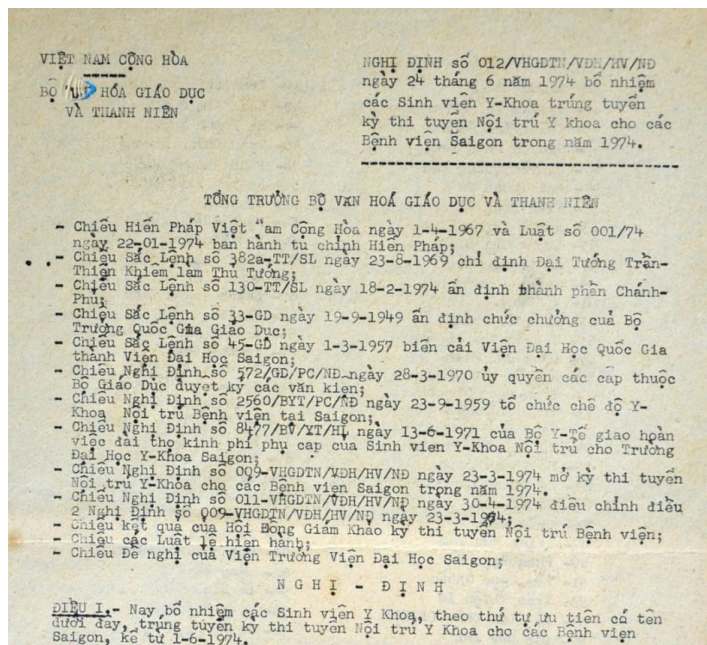 VIỆT NAM CỘNG HÒA
BỘ VĂN HÓA GIÁO DỤC
VÀ THANH NIÊN
NGHỊ ĐỊNH số 012/VHGDTN/VĐH/HV/NĐ
ngày 24 tháng 6 năm 1974 bổ nhiệm
các Sinh viên Y-Khoa trúng tuyển
kỳ thi tuyển Nội trú Y khoa cho các
Bệnh viện Saigon trong năm 1974.
TỔNG TRƯỞNG BỘ VĂN HOÁ GIÁO DỤC VÀ THANH NIÊN
- Chiếu Hiến Pháp Việt Nam Cộng Hòa ngày 1-4-1967 và Luật số 001/74
ngày 22-01-1974 ban hành tu chỉnh Hiến Pháp;
- Chiếu Sắc Lệnh số 382a-TT/SL ngày 23-8-1969 chỉ định Đại Tướng Trần-
Thiện Khiêm làm Thủ Tướng;
- Chiếu Sắc Lệnh số 130-TT/SL ngày 18-2-1974 ấn định thành phần Chánh-
Phủ;
- Chiếu Sắc Lệnh số 33-GD ngày 19-9-1949 ấn định chức chưởng cuả Bộ
Trưởng Quốc Gia Giáo Dục;
- Chiếu Sắc Lệnh số 45-GD ngày 1-3-1957 biến cải Viện Đại Học Quốc Gia
thành Viện Đại Học Saigon;
- Chiếu Nghị Định số 572/GD/PC/NĐ ngày 28-3-1970 ủy quyền các cấp thuộc
Bộ Giáo Dục duyệt ký các văn kiện;
- Chiếu Nghị Định số 2560/BYT/PC/NĐ ngày 23-9-1959 tổ chức chế độ Y-
Khoa Nội trú Bệnh viện tại Saigon;
- Chiếu Nghị Định số 8477/BV/YT/HL ngày 13-6-1971 của Bộ Y-Tế giao hoàn
việc đài thọ kinh phí phụ cấp của Sinh viên Y-Khoa Nội trú cho Trường
Đại Học Y-Khoa Saigon;
- Chiếu Nghị Định số 009-VHGDTN/VĐH/HV/NĐ ngày 23-3-1974 mở kỳ thi tuyển
Nội trú Y-Khoa cho các Bệnh viện Saigon trong năm 1974.
- Chiếu Nghị Định số 011-VHGDTN/VĐH/HV/NĐ ngày 30-4-1974 điều chỉnh điều
2 Nghị Định số 009-VHGDTN/VĐH/HV/NĐ ngày 23-3-1974;
- Chiếu kết quả của Hội Đồng Giám Khảo kỳ thi tuyển Nội trú Bệnh viện;
- Chiếu các Luật lệ hiện hành;
- Chiếu Đề nghị của Viện Trưởng Viện Đại Học Saigon;
N G H Ị - Đ Ị N H
ĐIỀU I.- Nay bổ nhiệm các Sinh viên Y Khoa, theo thứ tự ưu tiên có tên
dưới đây, trúng tuyển kỳ thi tuyển Nội trú Y Khoa cho các Bệnh viện
Saigon, kể từ 1-6-1974.